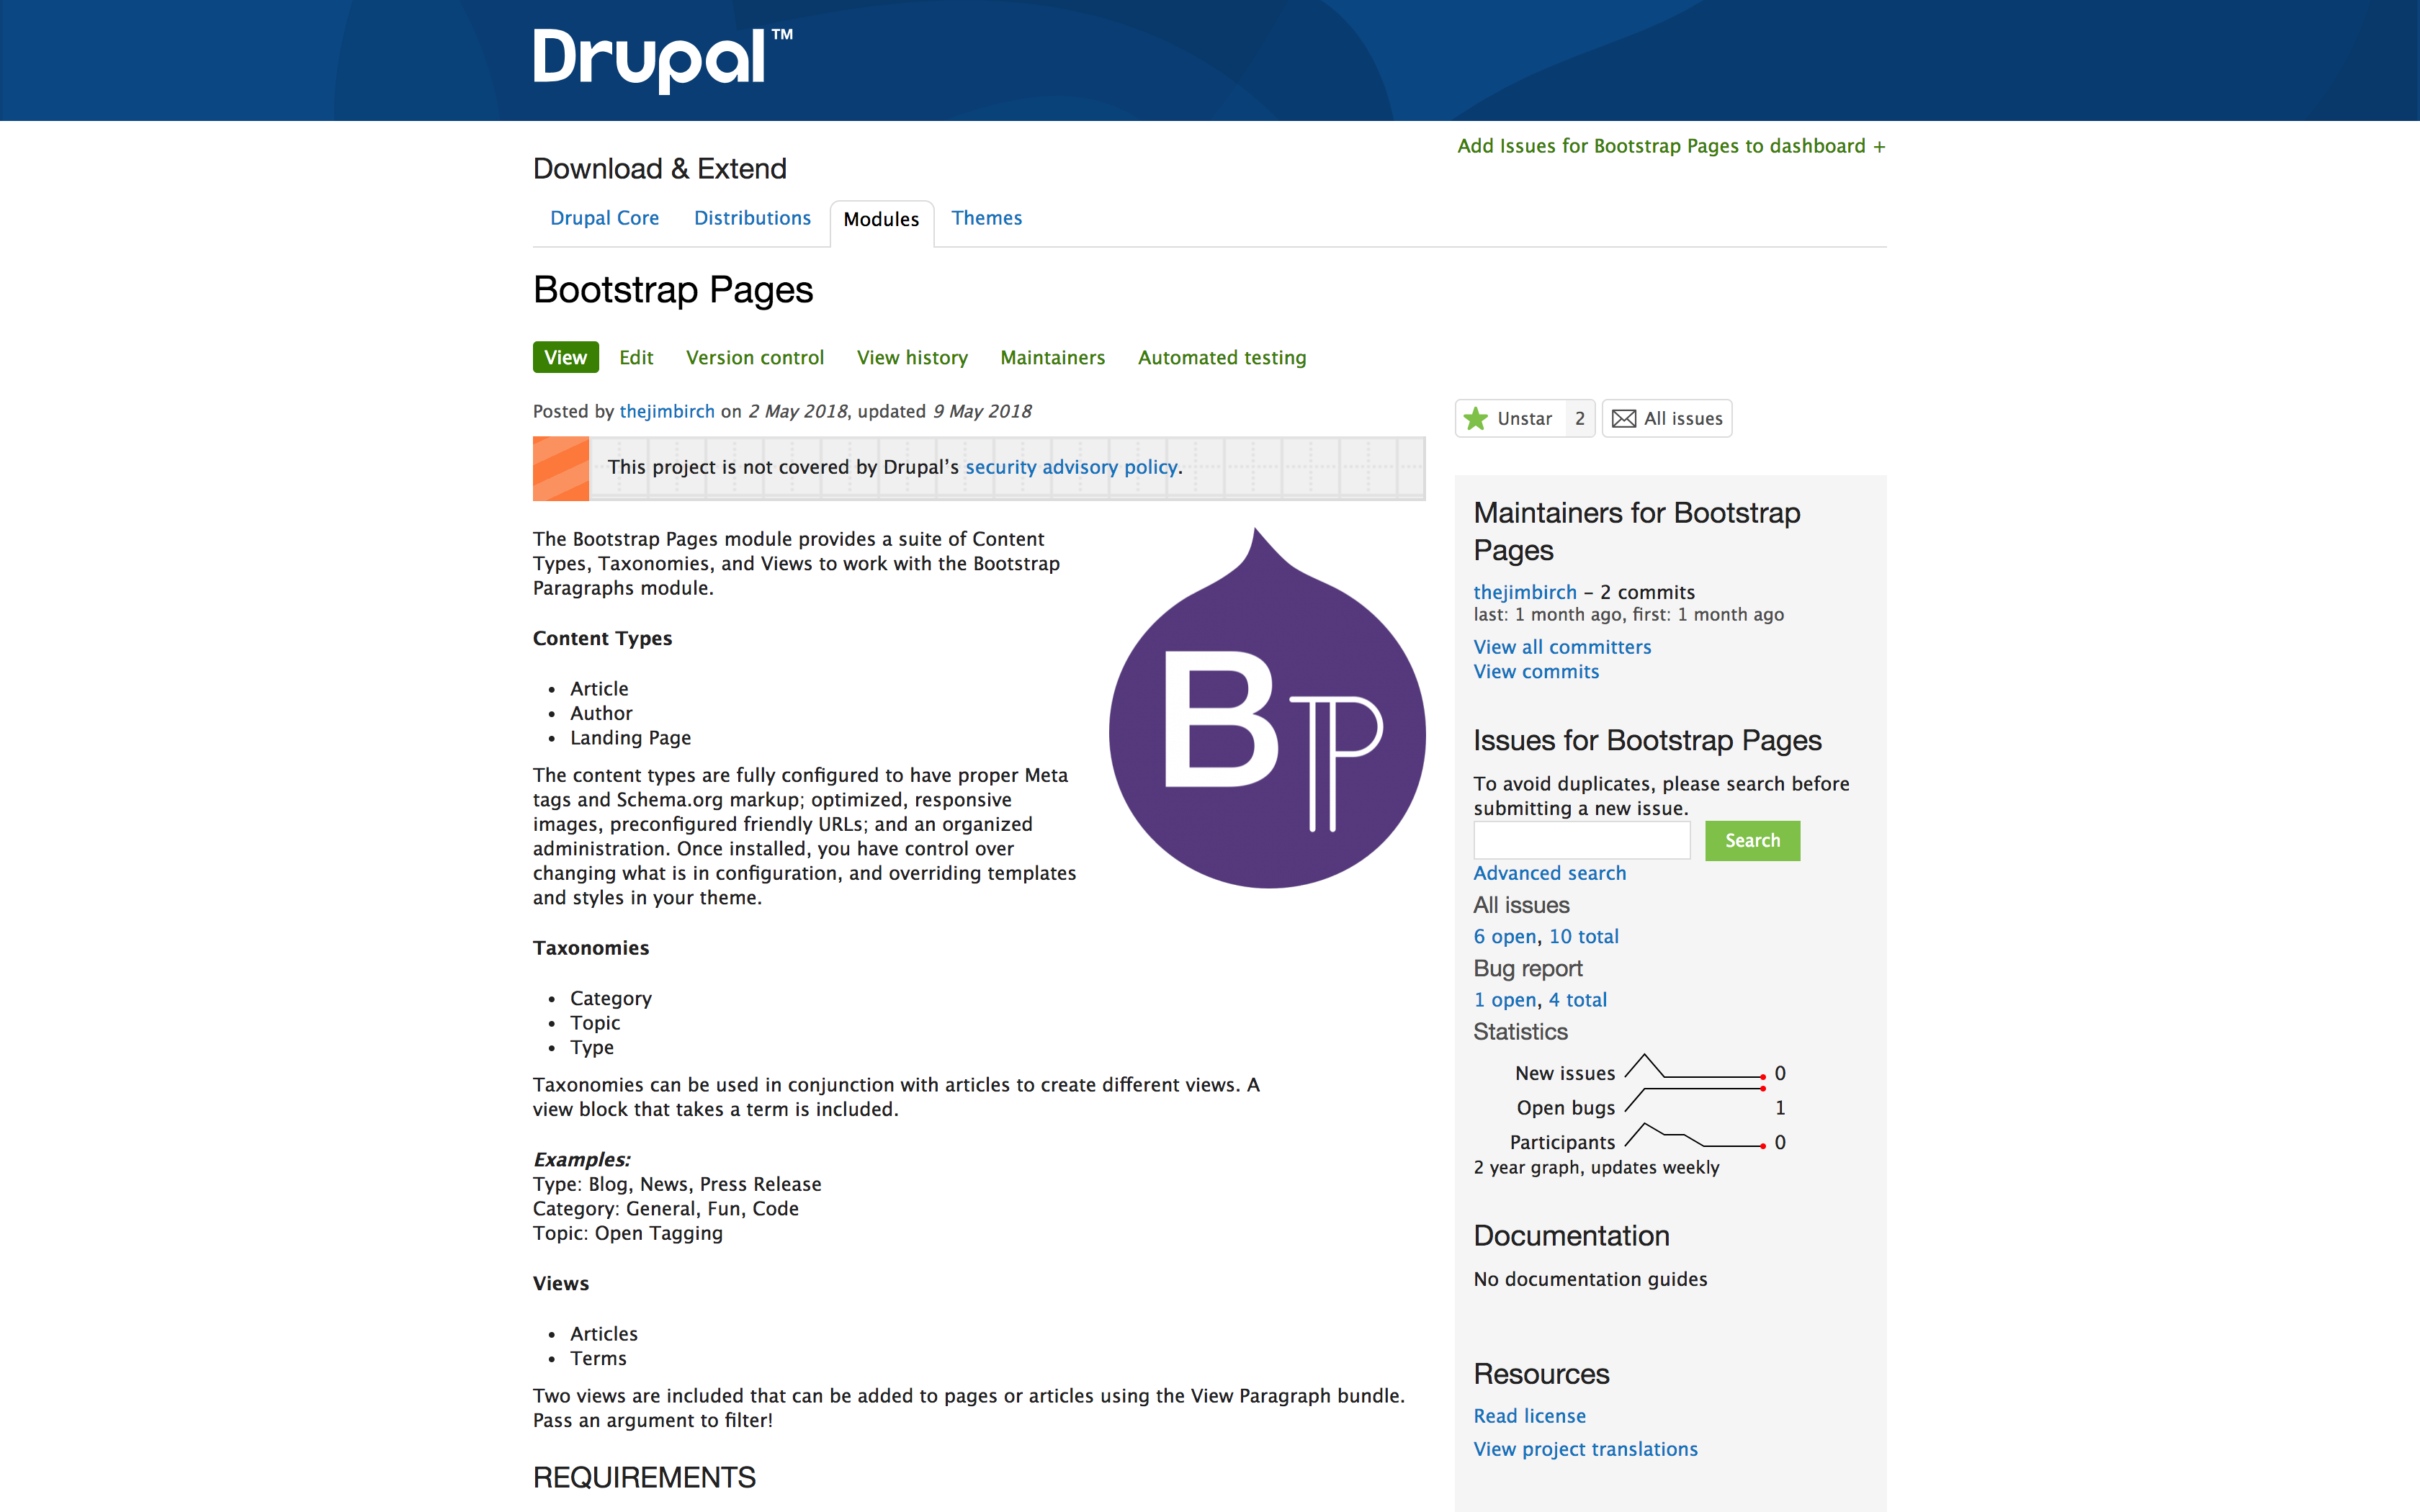 Drupal™
Add Issues for Bootstrap Pages to dashboard +
Download & Extend
Drupal Core Distributions Modules Themes
Bootstrap Pages
View Edit Version control View history Maintainers Automated testing
Posted by thejimbirch on 2 May 2018, updated 9 May 2018
This project is not covered by Drupal’s security advisory policy.
The Bootstrap Pages module provides a suite of Content
Types, Taxonomies, and Views to work with the Bootstrap
Paragraphs module.
BP
Content Types
• Article
• Author
• Landing Page
The content types are fully configured to have proper Meta
tags and Schema.org markup; optimized, responsive
images, preconfigured friendly URLs; and an organized
administration. Once installed, you have control over
changing what is in configuration, and overriding templates
and styles in your theme.
Taxonomies
• Category
• Topic
• Type
Taxonomies can be used in conjunction with articles to create different views. A
view block that takes a term is included.
Examples:
Type: Blog, News, Press Release
Category: General, Fun, Code
Topic: Open Tagging
Views
• Articles
• Terms
Two views are included that can be added to pages or articles using the View Paragraph bundle.
Pass an argument to filter!
REQUIREMENTS
Unstar 2 All issues
Maintainers for Bootstrap
Pages
thejimbirch – 2 commits
last: 1 month ago, first: 1 month ago
View all committers
View commits
Issues for Bootstrap Pages
To avoid duplicates, please search before
submitting a new issue.
Search
Advanced search
All issues
6 open, 10 total
Bug report
1 open, 4 total
Statistics
New issues 0
Open bugs 1
Participants 0
2 year graph, updates weekly
Documentation
No documentation guides
Resources
Read license
View project translations